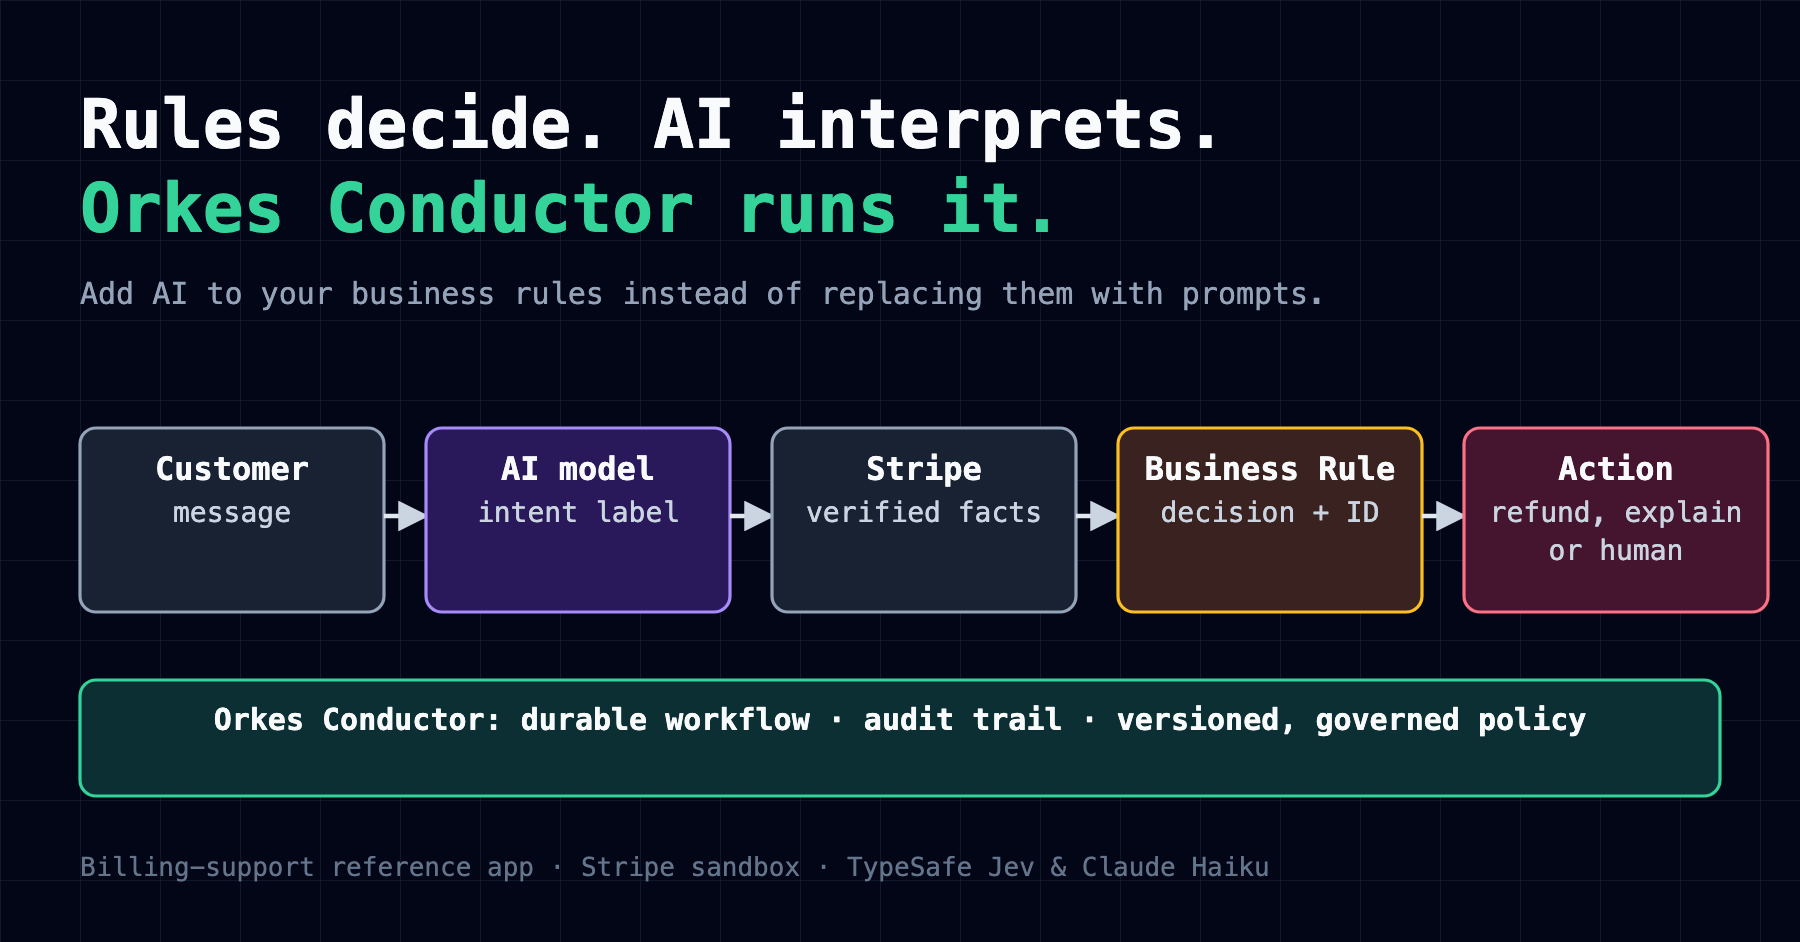 Rules decide. AI interprets.
Orkes Conductor runs it.
Add AI to your business rules instead of replacing them with prompts.
Customer
message
AI model
intent label
Stripe
verified facts
Business Rule
decision + ID
Action
refund, explain
or human
Orkes Conductor: durable workflow · audit trail · versioned, governed policy
Billing–support reference app · Stripe sandbox · TypeSafe Jev & Claude Haiku